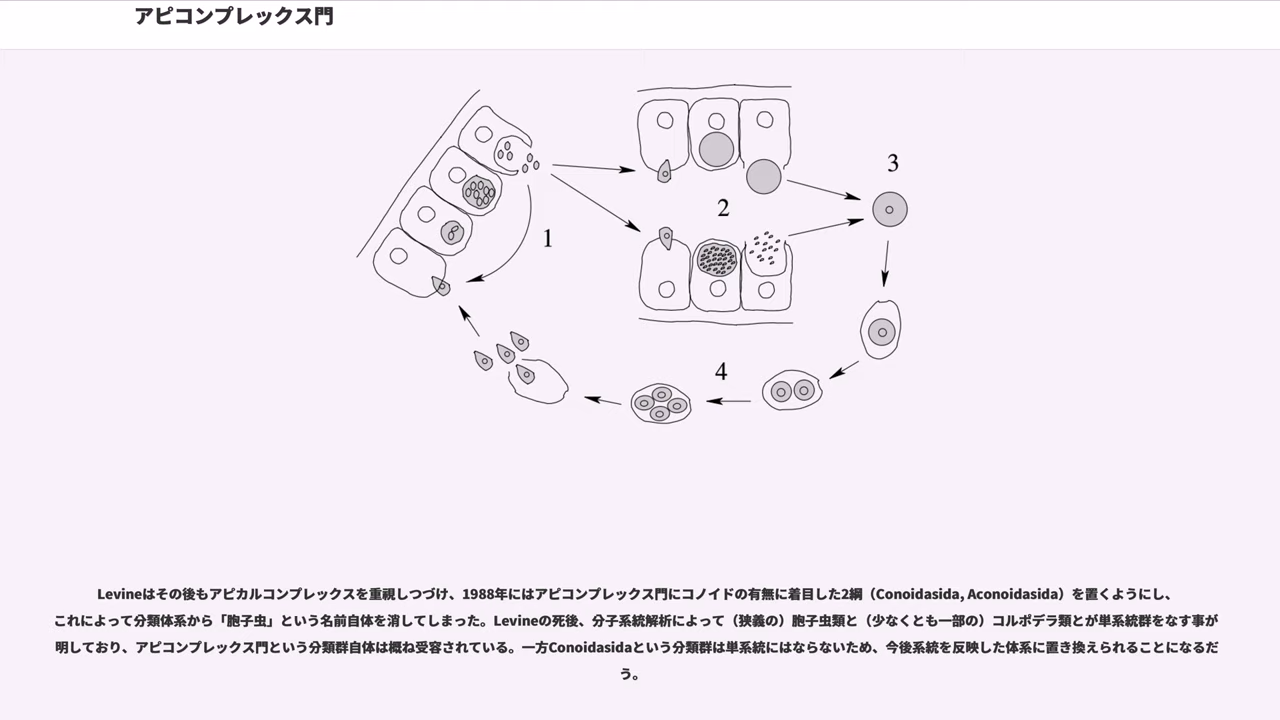 アピコンプレックス門
1
2
3
4
Levineはその後もアピカルコンプレックスを重視しつづけ、1988年にはアピコンプレックス門にコノイドの有無に着目した2綱（Conoidasida, Aconoidasida）を置くようにし、
これによって分類体系から「胞子虫」という名前自体を消してしまった。Levineの死後、分子系統解析によって（狭義の）胞子虫類と（少なくとも一部の）コルポデラ類とが単系統群をなす事が
明しており、アピコンプレックス門という分類群自体は概ね受容されている。一方Conoidasidaという分類群は単系統にはならないため、今後系統を反映した体系に置き換えられることになるだ
う。